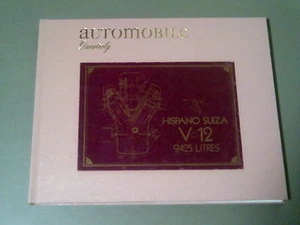 AUTOMOBILE
Quarterly
HISPANO SUIZA
V-12
9425 LITRES